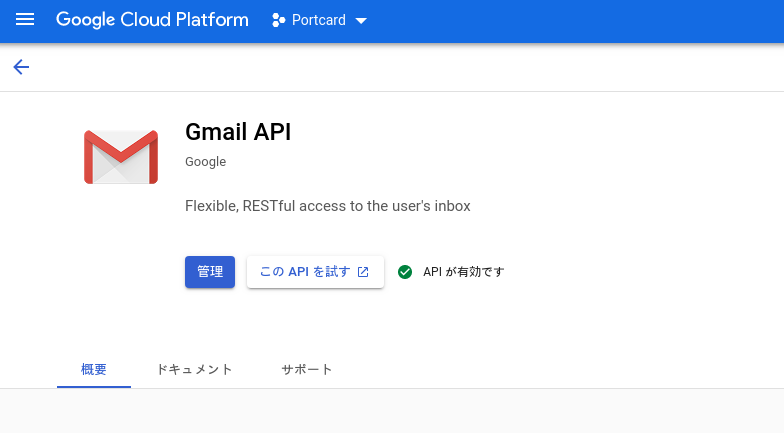 Google Cloud Platform Portcard
Gmail API
Google
Flexible, RESTful access to the user's inbox
管理 この API を試す API が有効です
概要 ドキュメント サポート